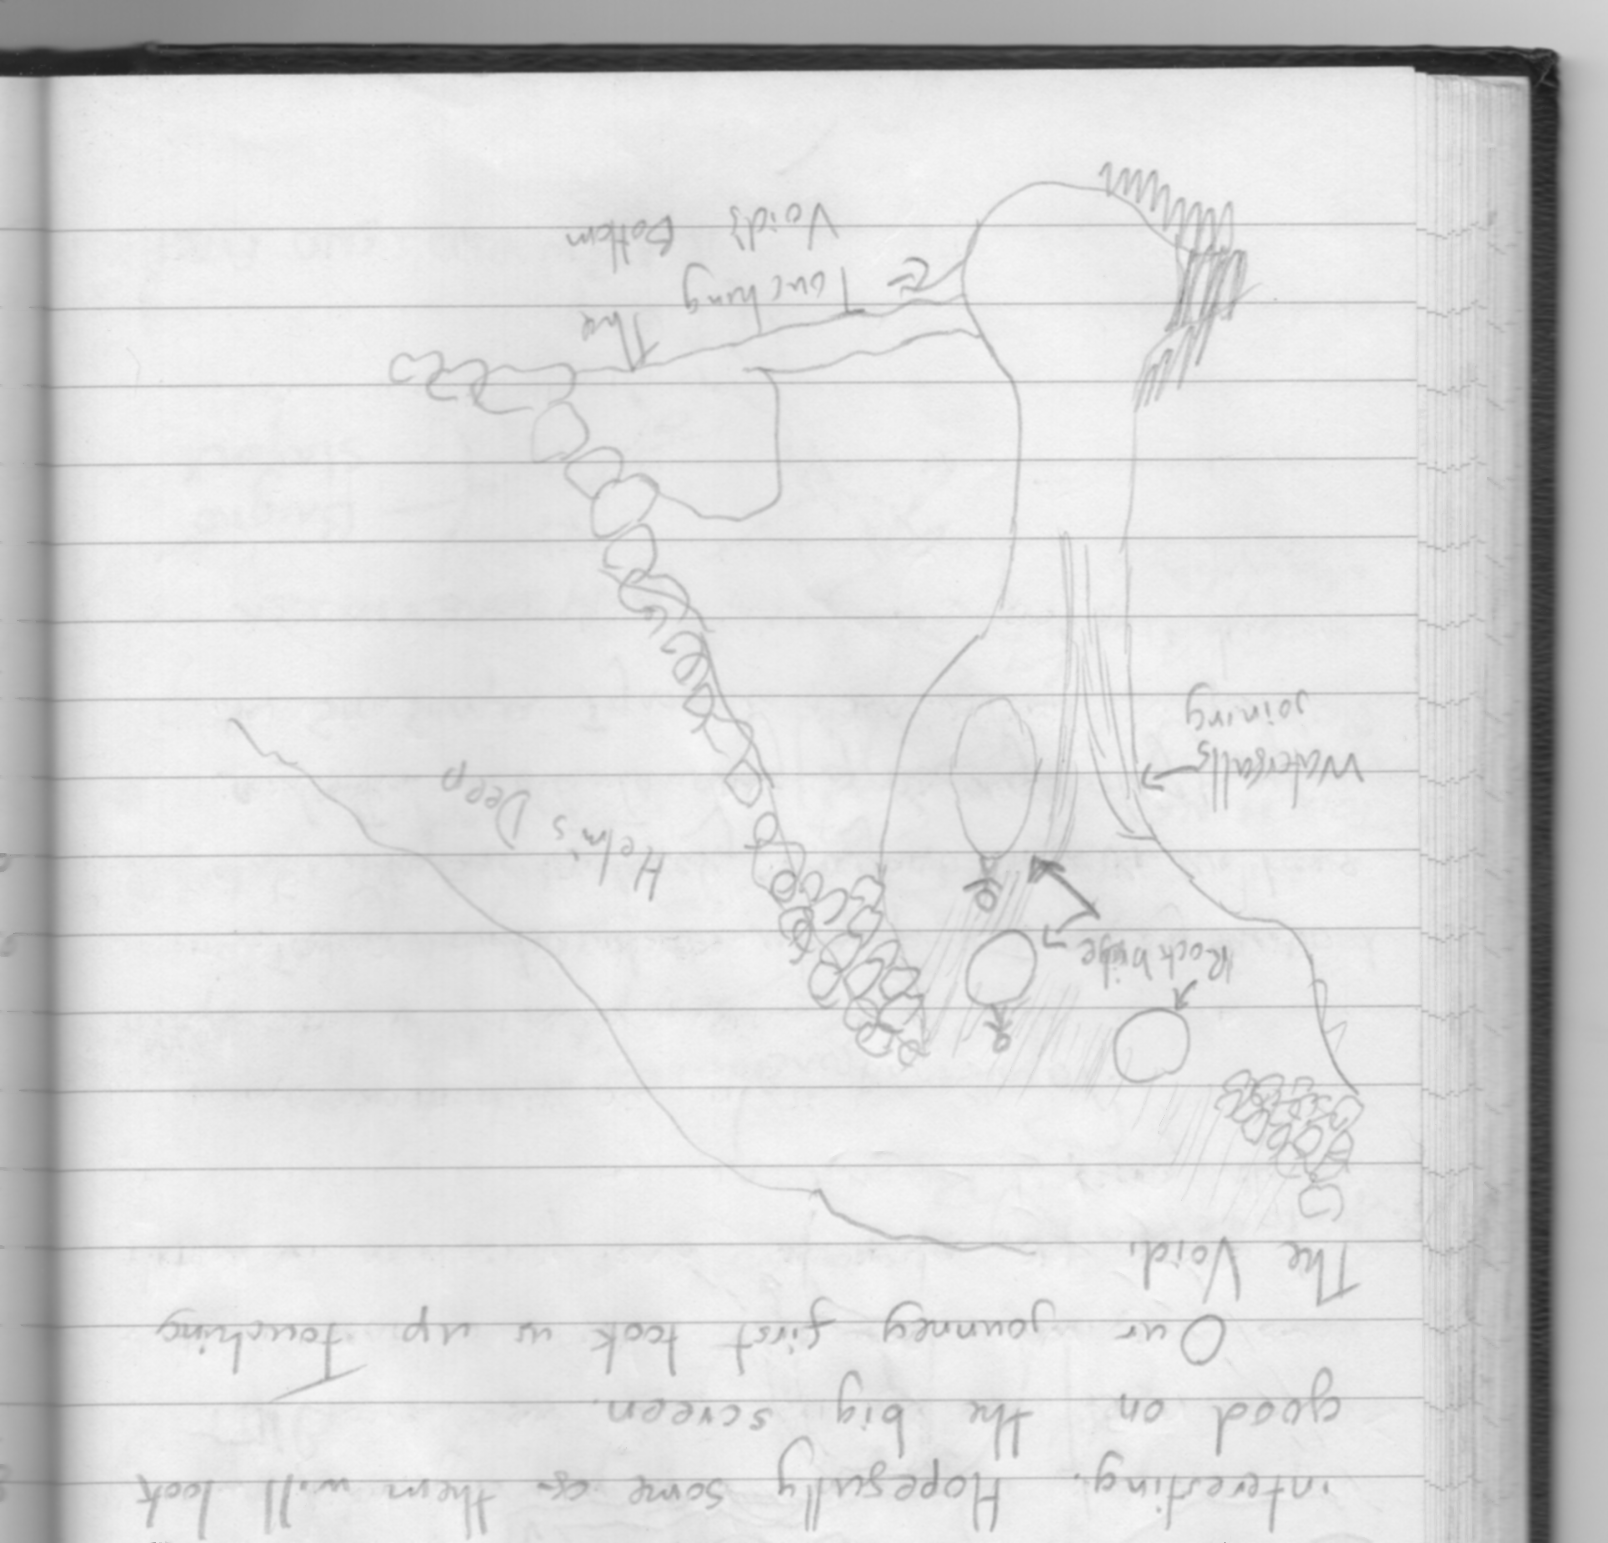 interesting. Hopefully some of them will look
good on the big screen.
Our journey first took us up Touching
The Void.
Rock bridge
Helm's Deep
Waterfalls
joining
The
Touching
Void's Bottom